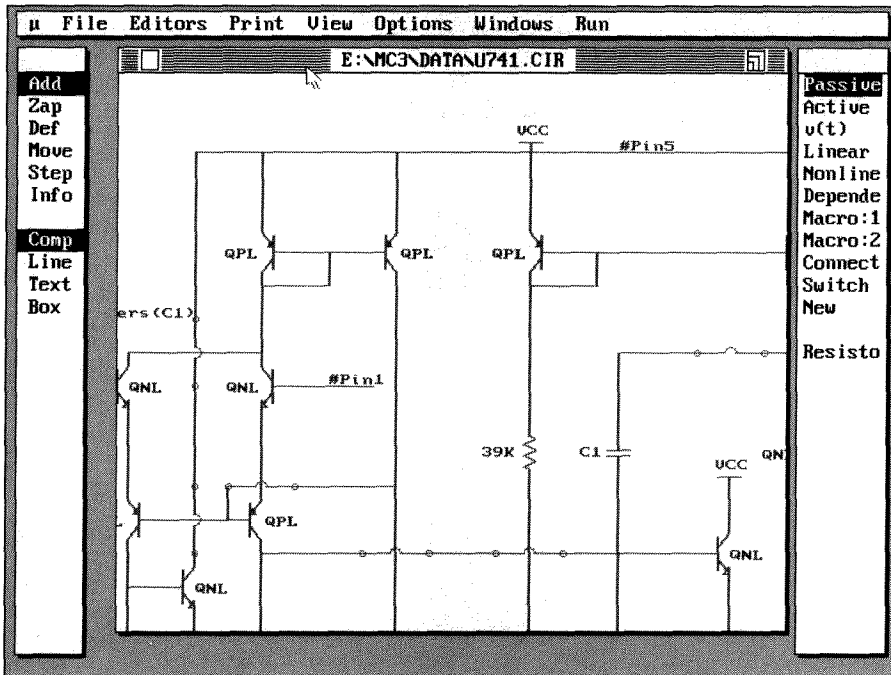 µ File Editors Print View Options Windows Run
E:\MC3\DATA\U741.CIR
Add
Zap
Def
Move
Step
Info
Comp
Line
Text
Box
VCC
#Pin5
QPL
QPL
QPL
ers(C1)
QNL
QNL
#Pin1
39K
C1
VCC
QN
QPL
QNL
QNL
Passive
Active
v(t)
Linear
Nonline
Depende
Macro:1
Macro:2
Connect
Switch
New
Resisto